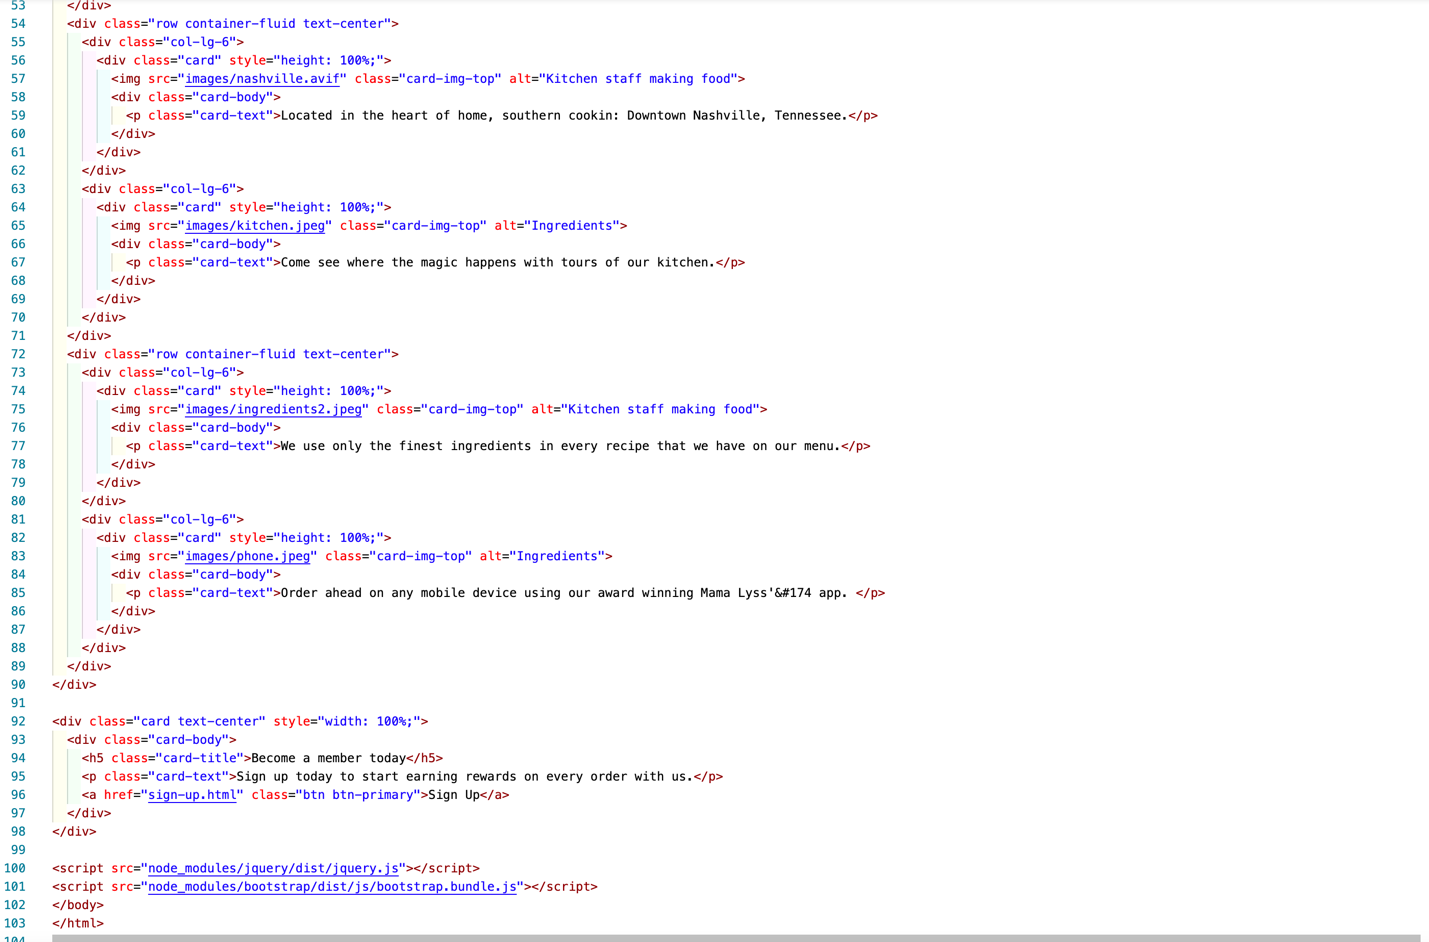 53 </div>
54 <div class="row container-fluid text-center">
55 <div class="col-lg-6">
56 <div class="card" style="height: 100%;">
57 <img src="images/nashville.avif" class="card-img-top" alt="Kitchen staff making food">
58 <div class="card-body">
59 <p class="card-text">Located in the heart of home, southern cookin: Downtown Nashville, Tennessee.</p>
60 </div>
61 </div>
62 </div>
63 <div class="col-lg-6">
64 <div class="card" style="height: 100%;">
65 <img src="images/kitchen.jpeg" class="card-img-top" alt="Ingredients">
66 <div class="card-body">
67 <p class="card-text">Come see where the magic happens with tours of our kitchen.</p>
68 </div>
69 </div>
70 </div>
71 </div>
72 <div class="row container-fluid text-center">
73 <div class="col-lg-6">
74 <div class="card" style="height: 100%;">
75 <img src="images/ingredients2.jpeg" class="card-img-top" alt="Kitchen staff making food">
76 <div class="card-body">
77 <p class="card-text">We use only the finest ingredients in every recipe that we have on our menu.</p>
78 </div>
79 </div>
80 </div>
81 <div class="col-lg-6">
82 <div class="card" style="height: 100%;">
83 <img src="images/phone.jpeg" class="card-img-top" alt="Ingredients">
84 <div class="card-body">
85 <p class="card-text">Order ahead on any mobile device using our award winning Mama Lyss'&#174 app. </p>
86 </div>
87 </div>
88 </div>
89 </div>
90 </div>
91
92 <div class="card text-center" style="width: 100%;">
93 <div class="card-body">
94 <h5 class="card-title">Become a member today</h5>
95 <p class="card-text">Sign up today to start earning rewards on every order with us.</p>
96 <a href="sign-up.html" class="btn btn-primary">Sign Up</a>
97 </div>
98 </div>
99
100 <script src="node_modules/jquery/dist/jquery.js"></script>
101 <script src="node_modules/bootstrap/dist/js/bootstrap.bundle.js"></script>
102 </body>
103 </html>
104